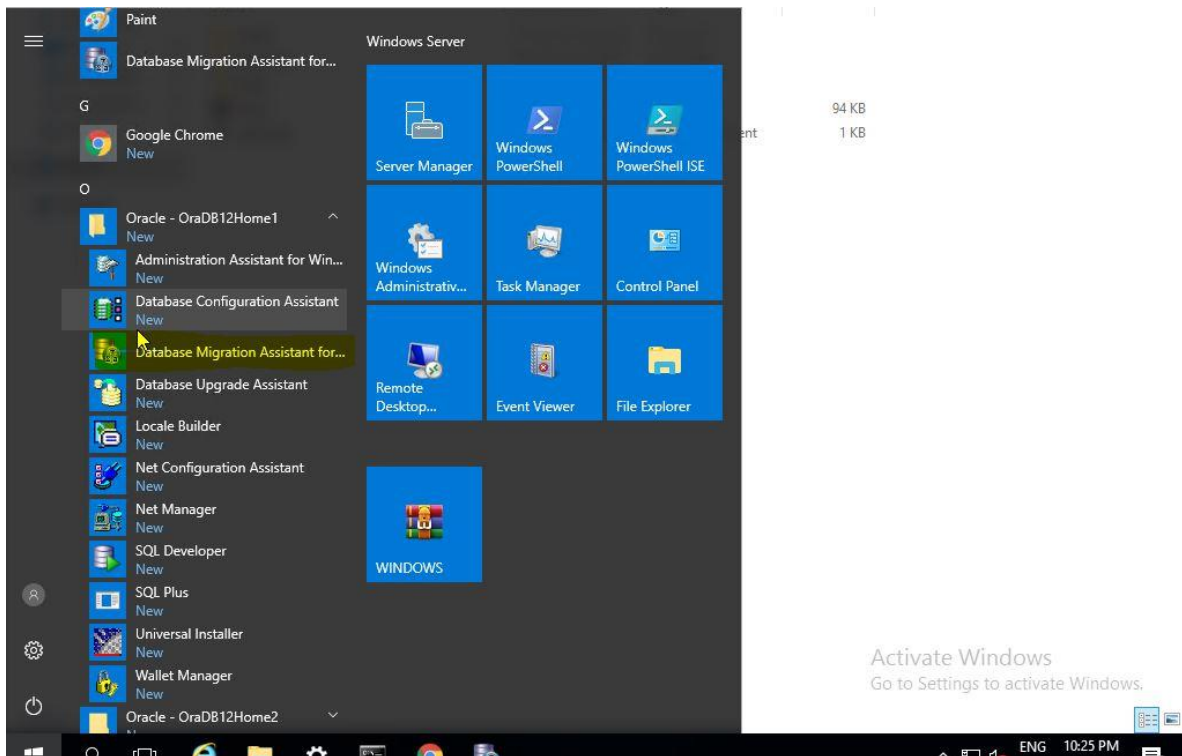 Paint
Database Migration Assistant for...
G
Google Chrome
New
O
Oracle - OraDB12Home1
New
Administration Assistant for Win...
New
Database Configuration Assistant
New
Database Migration Assistant for...
Database Upgrade Assistant
New
Locale Builder
New
Net Configuration Assistant
New
Net Manager
New
SQL Developer
New
SQL Plus
New
Universal Installer
New
Wallet Manager
New
Oracle - OraDB12Home2
Windows Server
Server Manager
Windows
PowerShell
Windows
PowerShell ISE
Windows
Administrativ...
Task Manager
Control Panel
Remote
Desktop...
Event Viewer
File Explorer
WINDOWS
94 KB
1 KB
Activate Windows
Go to Settings to activate Windows.
ENG
10:25 PM